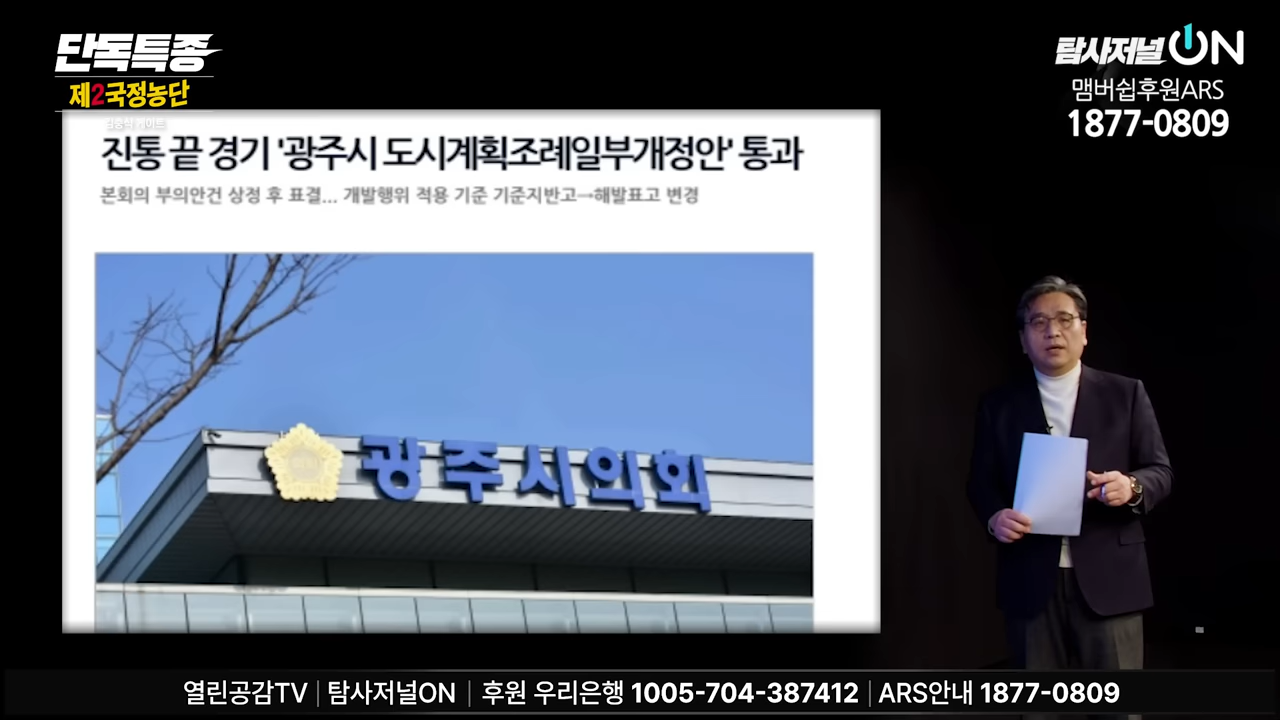 단독특종
제2국정농단
탐사저널ON
맴버쉽후원ARS
1877-0809
진통 끝 경기 '광주시 도시계획조례일부개정안' 통과
본회의 부의안건 상정 후 표결... 개발행위 적용 기준 기준지반고→해발표고 변경
광주시의회
열린공감TV | 탐사저널ON | 후원 우리은행 1005-704-387412 | ARS안내 1877-0809